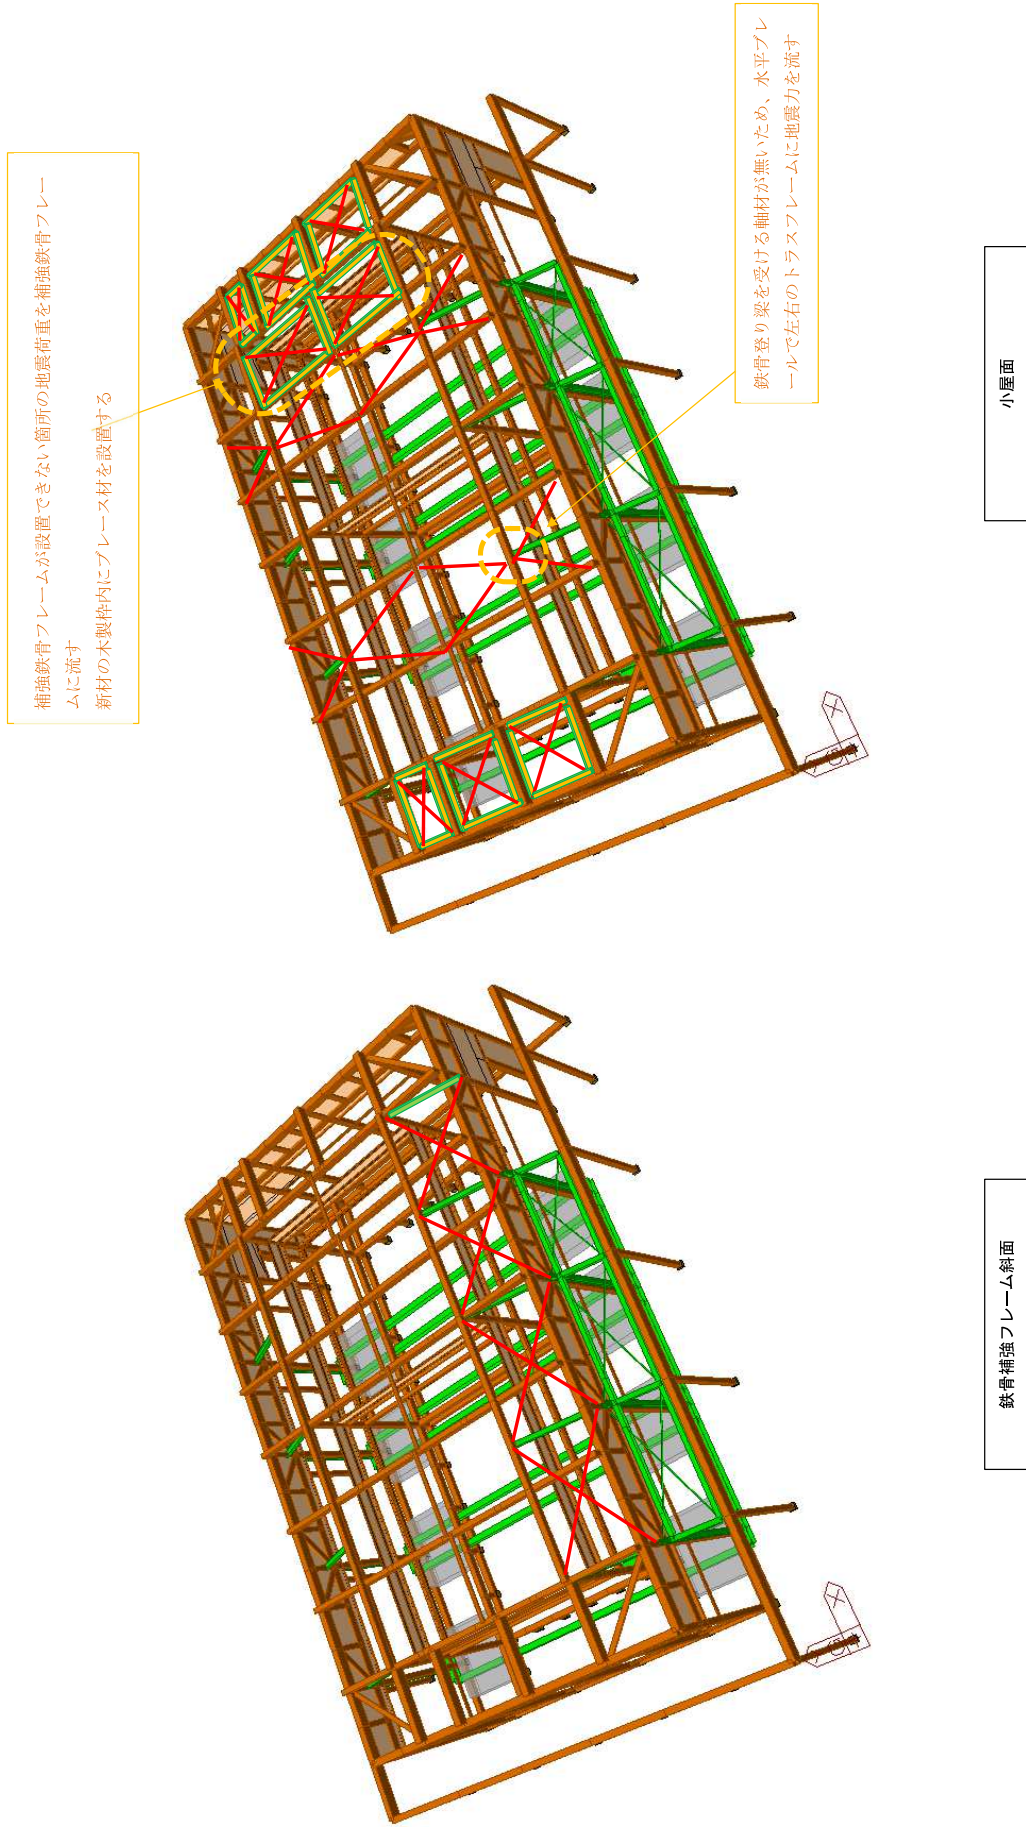 補強鉄骨フレームが設置できない箇所の地震荷重を補強鉄骨フレー
ムに流す
新材の木製枠内にブレース材を設置する
鉄骨登り梁を受ける軸材が無いため、水平ブレ
ールで左右のトラスフレームに地震力を流す
小屋面
鉄骨補強フレーム斜面
X
X